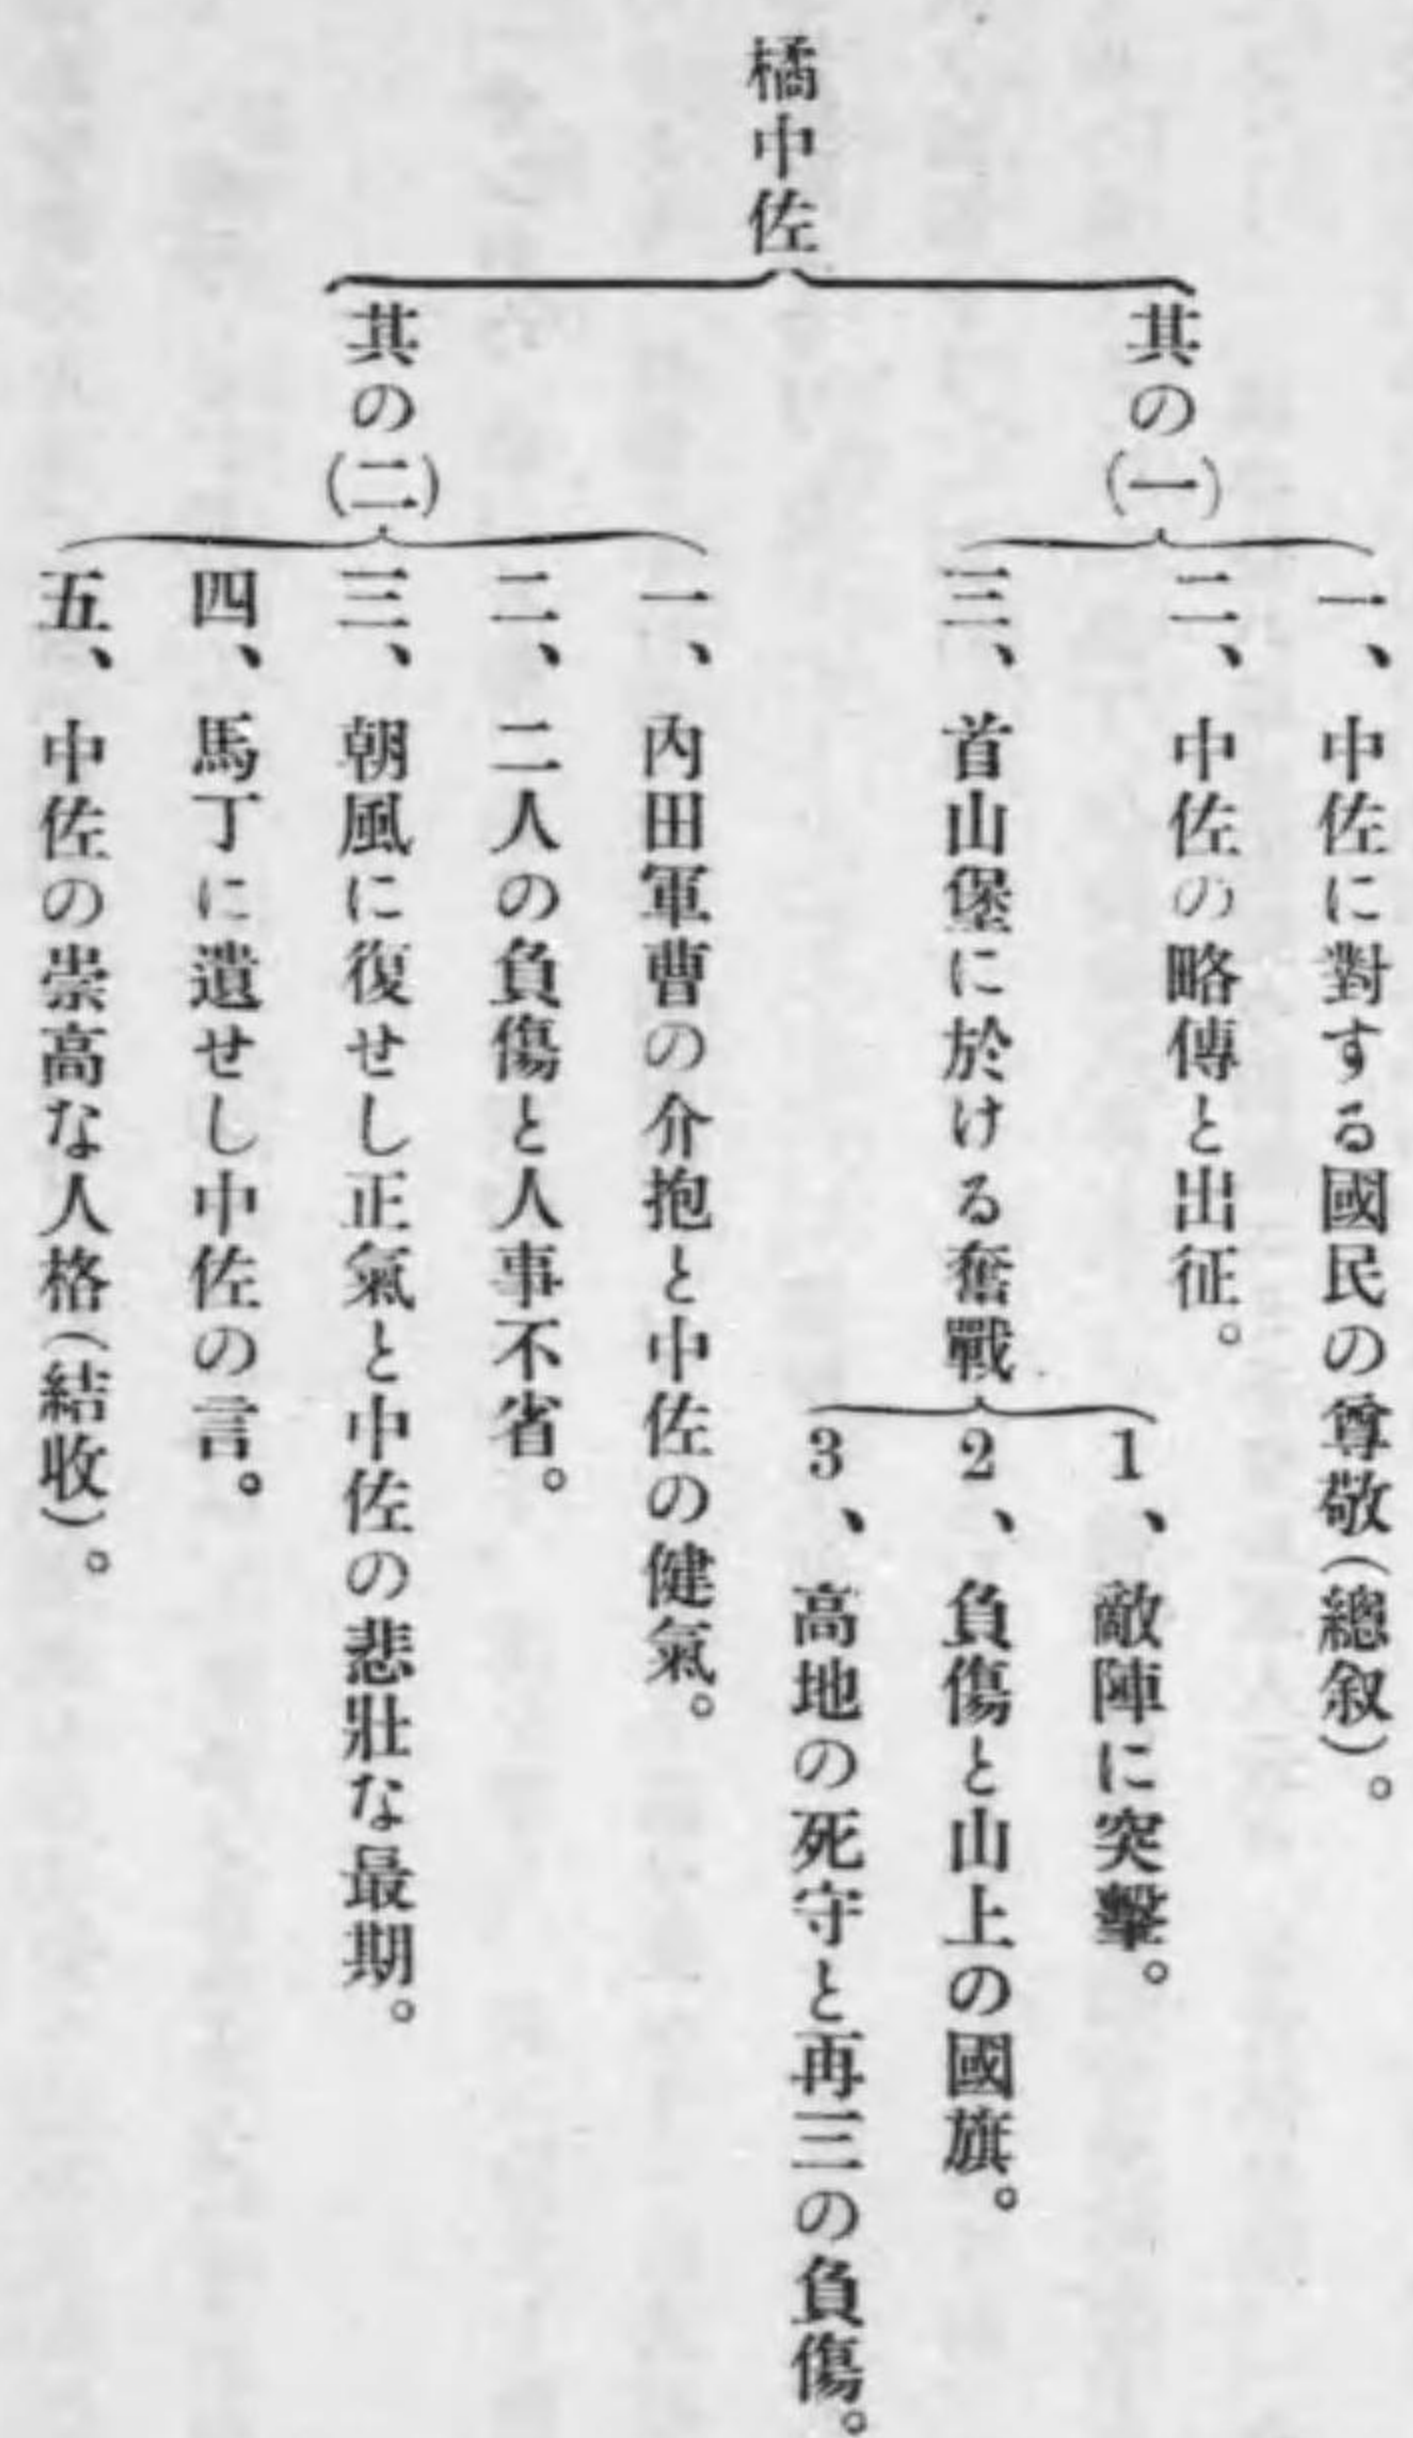 橘中佐
其の(一)
一、中佐に對する國民の尊敬(總叙)。
二、中佐の略傳と出征。
三、首山堡に於ける奮戰
1、敵陣に突擊。
2、負傷と山上の國旗。
3、高地の死守と再三の負傷。
其の(二)
一、內田軍曹の介抱と中佐の健氣。
二、二人の負傷と人事不省。
三、朝風に復せし正氣と中佐の悲壯な最期。
四、馬丁に遺せし中佐の言。
五、中佐の崇高な人格(結收)。